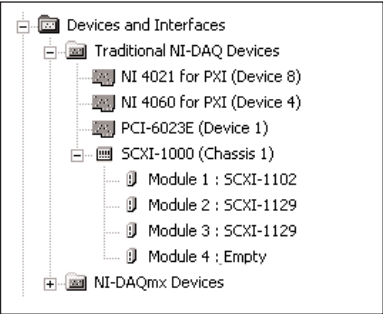 Devices and Interfaces
Traditional NI-DAQ Devices
NI 4021 for PXI (Device 8)
NI 4060 for PXI (Device 4)
PCI-6023E (Device 1)
SCXI-1000 (Chassis 1)
Module 1 : SCXI-1102
Module 2 : SCXI-1129
Module 3 : SCXI-1129
Module 4 : Empty
NI-DAQmx Devices